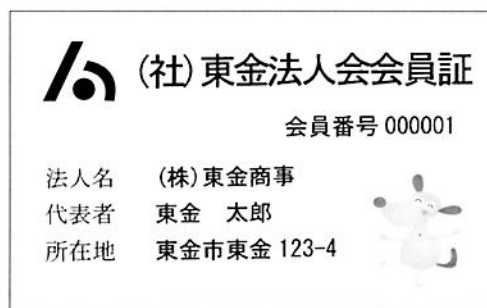 (社)東金法人会会員証
会員番号 000001
法人名 (株)東金商事
代表者 東金 太郎
所在地 東金市東金 123-4